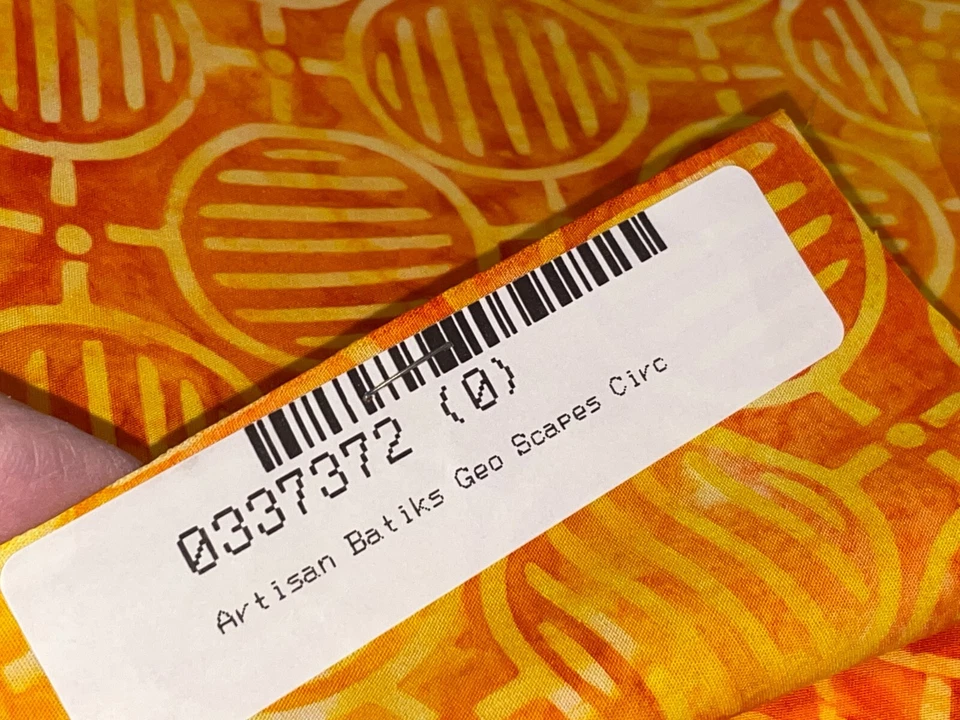 0337372 (0)
Artisan Batiks Geo Scapes Circ